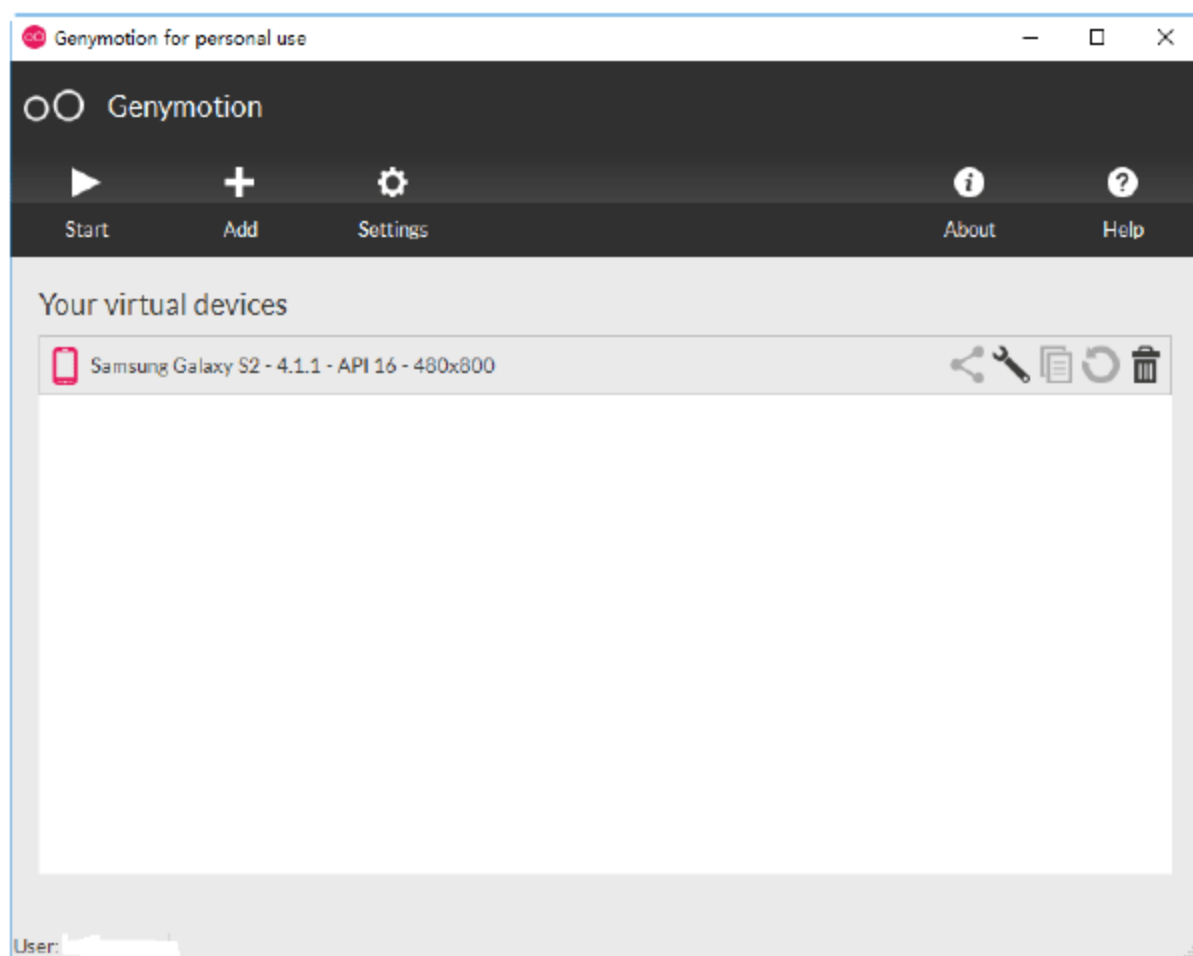 Genymotion for personal use
Genymotion
Start Add Settings About Help
Your virtual devices
Samsung Galaxy S2 - 4.1.1 - API 16 - 480x800
User: